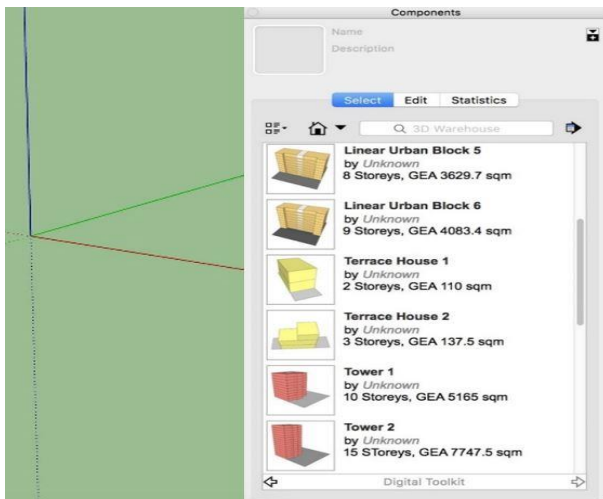 Components
Name
Description
Select Edit Statistics
3D Warehouse
Linear Urban Block 5
by Unknown
8 Storeys, GEA 3629.7 sqm
Linear Urban Block 6
by Unknown
9 Storeys, GEA 4083.4 sqm
Terrace House 1
by Unknown
2 Storeys, GEA 110 sqm
Terrace House 2
by Unknown
3 Storeys, GEA 137.5 sqm
Tower 1
by Unknown
10 Storeys, GEA 5165 sqm
Tower 2
by Unknown
15 SToreys, GEA 7747.5 sqm
Digital Toolkit